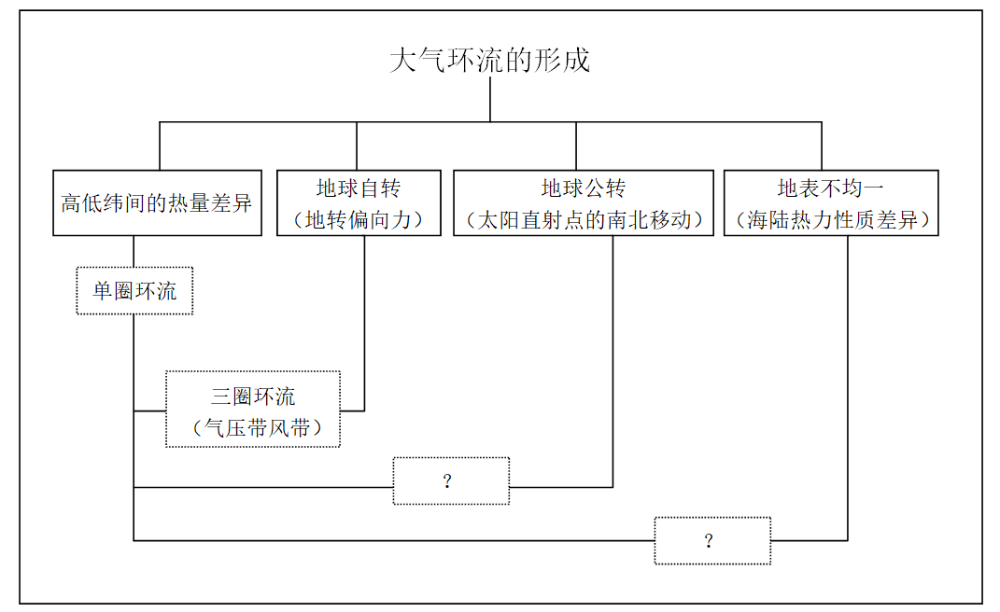 大气环流的形成
高低纬间的热量差异
地球自转
（地转偏向力）
地球公转
（太阳直射点的南北移动）
地表不均一
（海陆热力性质差异）
单圈环流
三圈环流
（气压带风带）
？
？